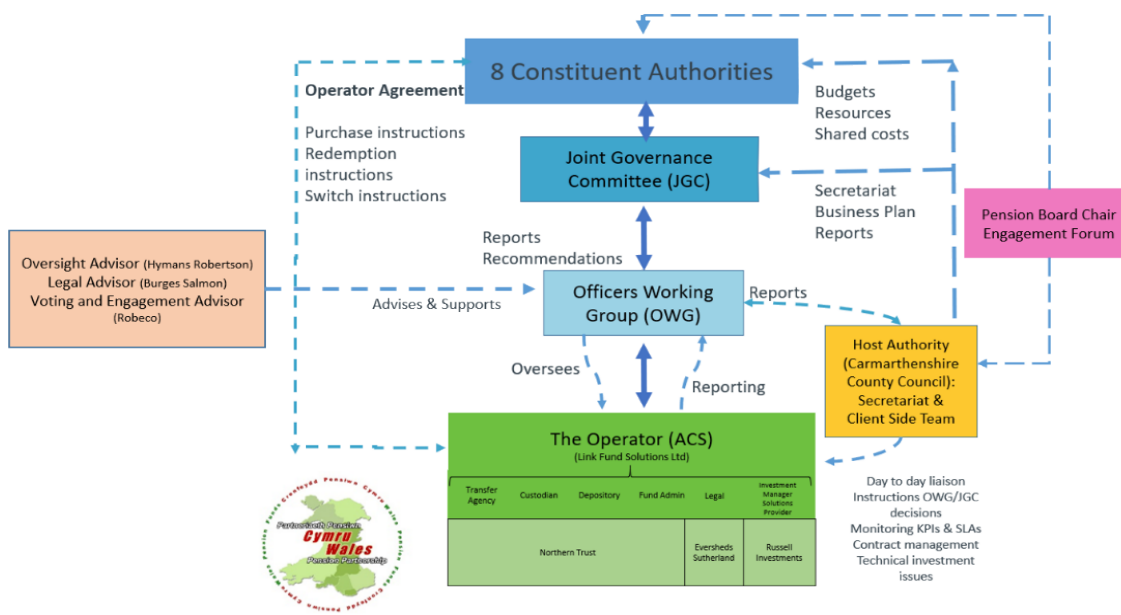 8 Constituent Authorities
Operator Agreement
Purchase instructions
Redemption
instructions
Switch instructions
Budgets
Resources
Shared costs
Joint Governance
Committee (JGC)
Secretariat
Business Plan
Reports
Pension Board Chair
Engagement Forum
Oversight Advisor (Hymans Robertson)
Legal Advisor (Burges Salmon)
Voting and Engagement Advisor
(Robeco)
Reports
Recommendations
Advises & Supports
Officers Working
Group (OWG)
Reports
Host Authority
(Carmarthenshire
County Council):
Secretariat &
Client Side Team
Oversees
Reporting
The Operator (ACS)
(Link Fund Solutions Ltd)
Transfer
Agency
Custodian
Depository
Fund Admin
Legal
Investment
Manager
Solutions
Provider
Northern Trust
Eversheds
Sutherland
Russell
Investments
Day to day liaison
Instructions OWG/JGC
decisions
Monitoring KPIs & SLAs
Contract management
Technical investment
issues
Partneriaeth Pensiwn
Cymru
Wales
Pension Partnership